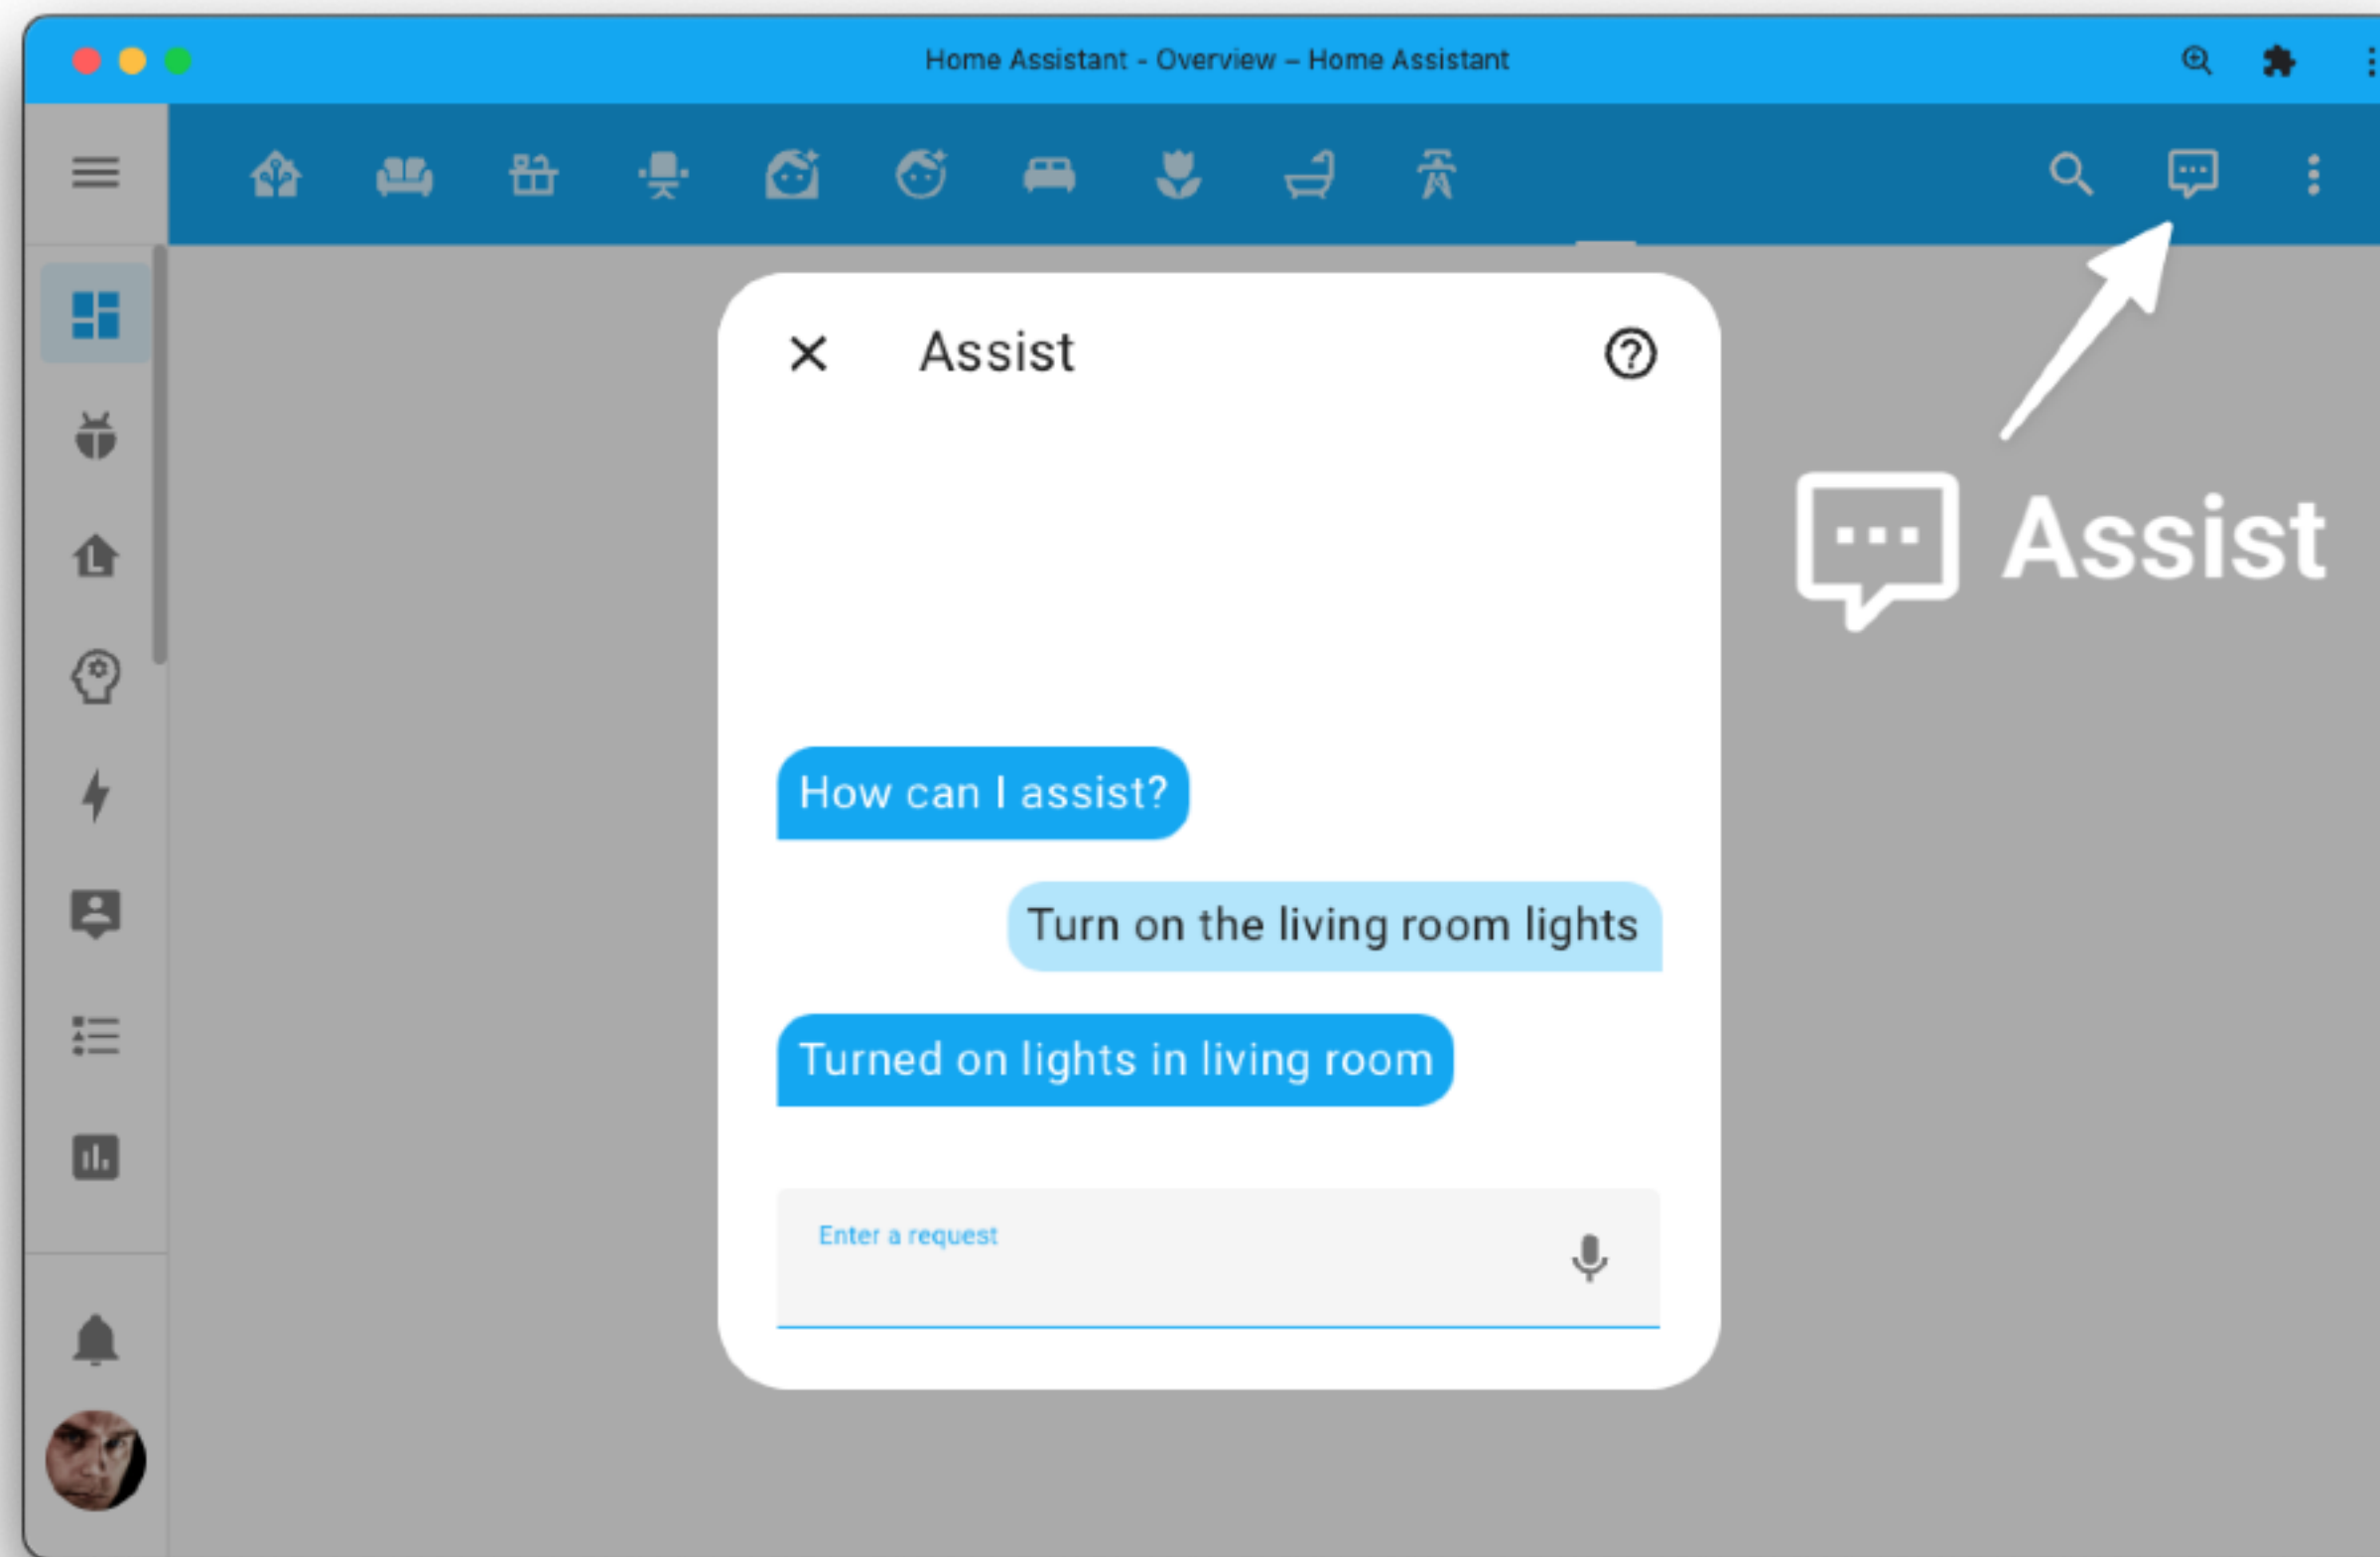 Home Assistant - Overview – Home Assistant
Assist
Assist
How can I assist?
Turn on the living room lights
Turned on lights in living room
Enter a request